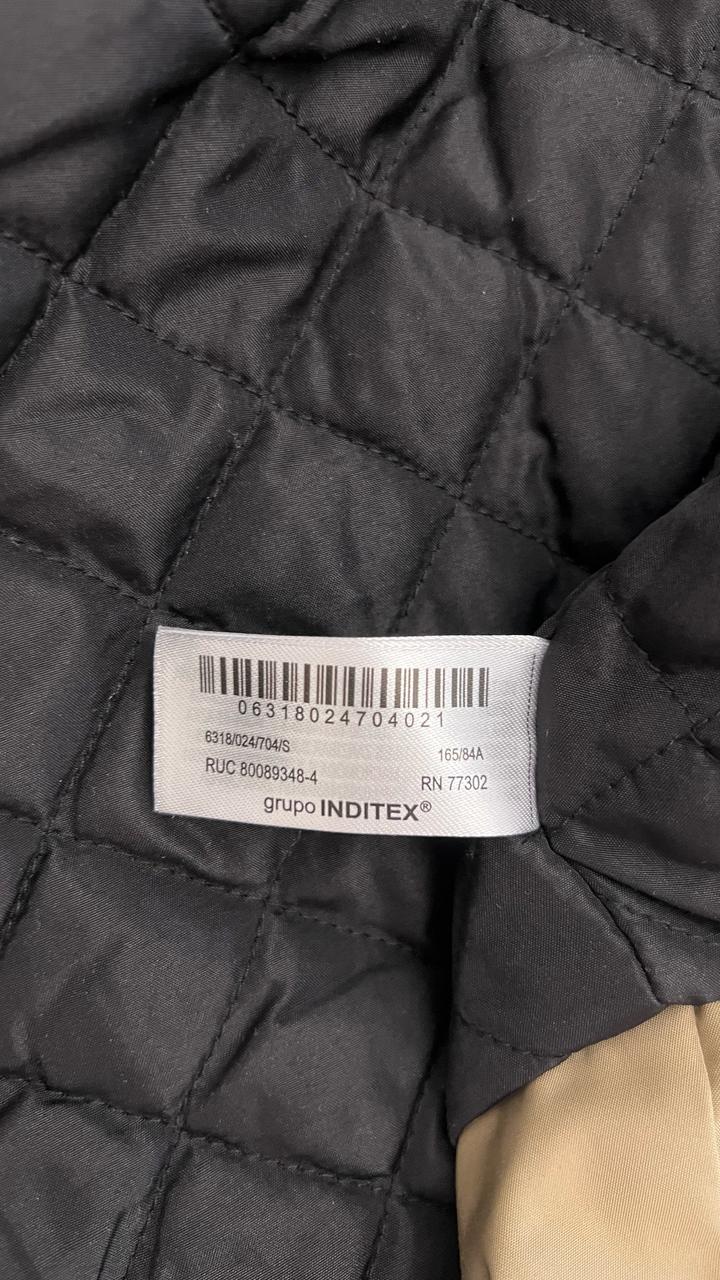 06318024704021
6318/024/704/S
165/84A
RUC 80089348-4
RN 77302
grupo INDITEX®